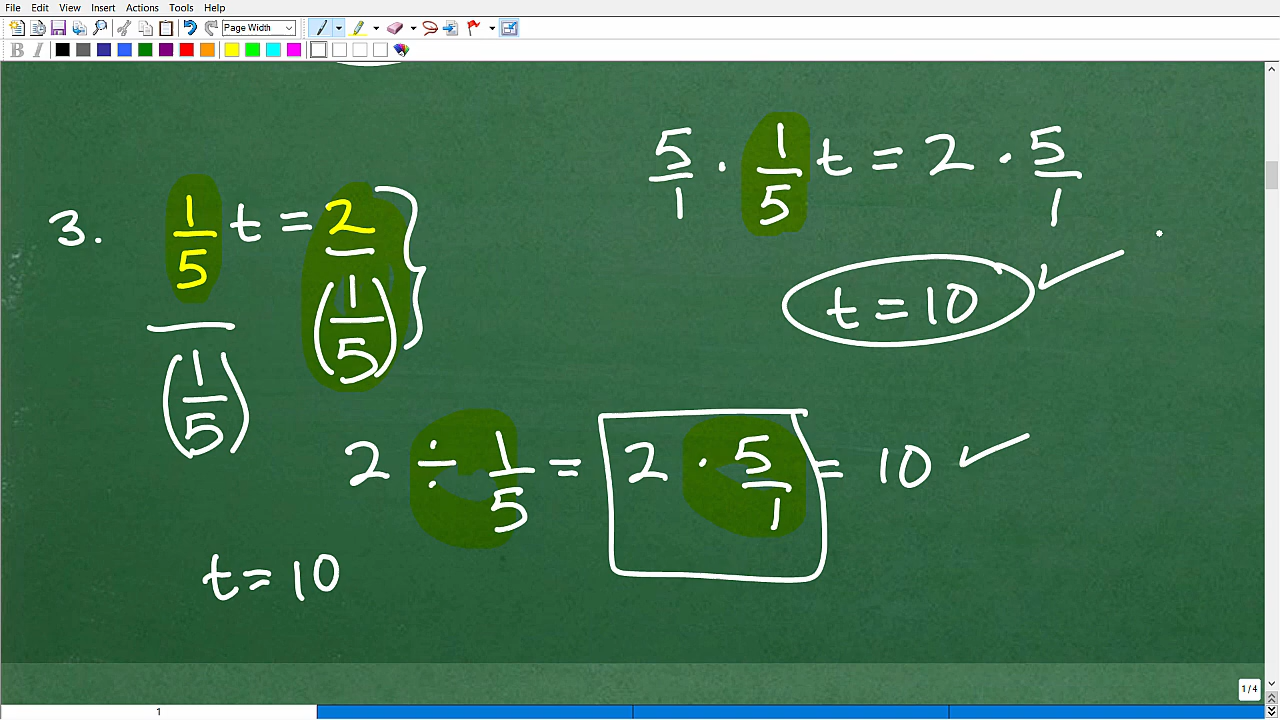 File Edit View Insert Actions Tools Help
Page Width
B I
5/1 · 1/5 t = 2 · 5/1
3. 1/5 t = 2
(1/5) (1/5)
t = 10
2 ÷ 1/5 = 2 · 5/1 = 10 ✓
t = 10
1/4
1